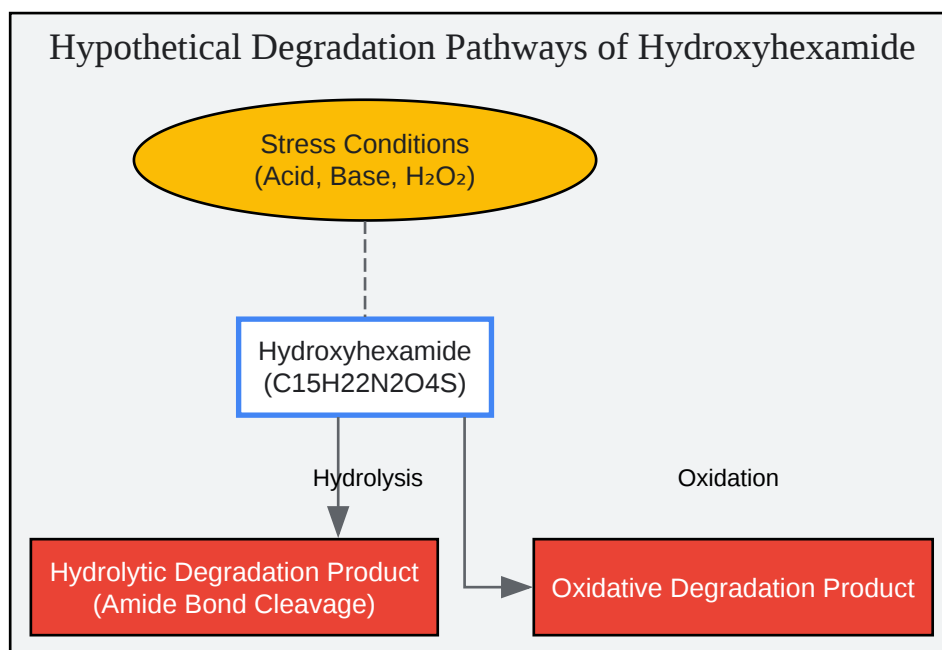 Hypothetical Degradation Pathways of Hydroxyhexamide
Stress Conditions
(Acid, Base, H₂O₂)
Hydroxyhexamide
(C15H22N2O4S)
Hydrolysis
Oxidation
Hydrolytic Degradation Product
(Amide Bond Cleavage)
Oxidative Degradation Product